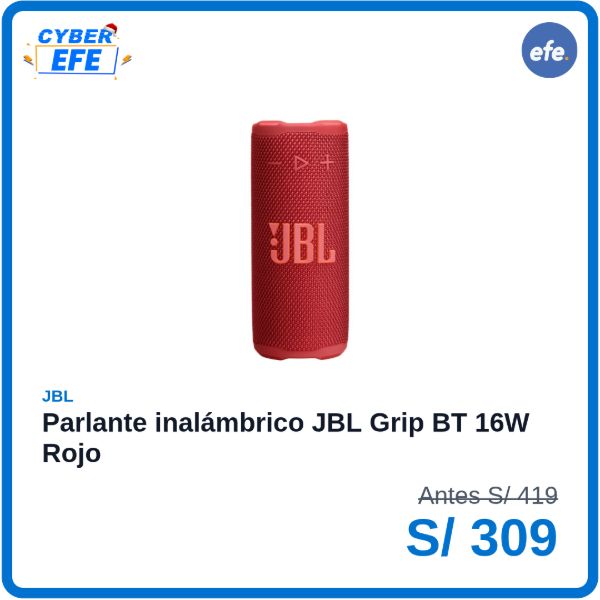 CYBER
EFE
efe.
JBL
JBL
Parlante inalámbrico JBL Grip BT 16W
Rojo
Antes S/ 419
S/ 309